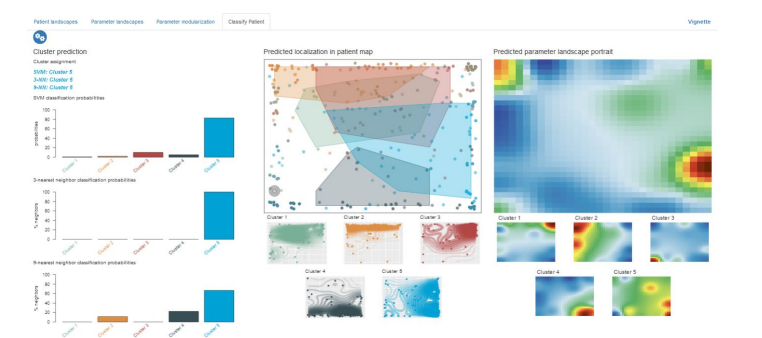 Patient landscapes Parameter landscapes Parameter modularization Classify Patient Vignette
Cluster prediction
Cluster assignment
SVM: Cluster 5
3-NN: Cluster 5
9-NN: Cluster 5
SVM classification probabilities
probabilities
100
80
60
40
20
0
Cluster 1 Cluster 2 Cluster 3 Cluster 4 Cluster 5
3-nearest neighbor classification probabilities
% neighbors
100
80
60
40
20
0
Cluster 1 Cluster 2 Cluster 3 Cluster 4 Cluster 5
9-nearest neighbor classification probabilities
% neighbors
100
80
60
40
20
0
Cluster 1 Cluster 2 Cluster 3 Cluster 4 Cluster 5
Predicted localization in patient map
Cluster 1 Cluster 2 Cluster 3
Cluster 4 Cluster 5
Predicted parameter landscape portrait
Cluster 1 Cluster 2 Cluster 3
Cluster 4 Cluster 5